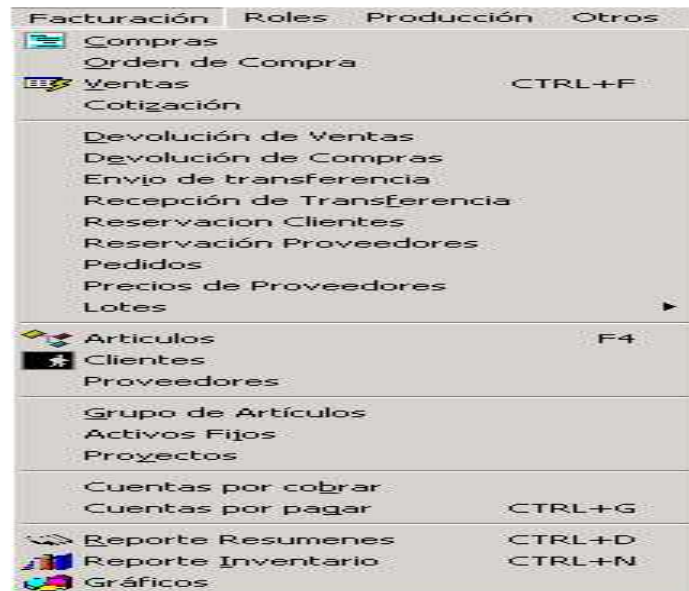 Facturación Roles Producción Otros
Compras
Orden de Compra
Ventas CTRL+F
Cotización
Devolución de Ventas
Devolución de Compras
Envio de transferencia
Recepción de Transferencia
Reservacion Clientes
Reservación Proveedores
Pedidos
Precios de Proveedores
Lotes
Articulos F4
Clientes
Proveedores
Grupo de Artículos
Activos Fijos
Proyectos
Cuentas por cobrar
Cuentas por pagar CTRL+G
Reporte Resumenes CTRL+D
Reporte Inventario CTRL+N
Gráficos